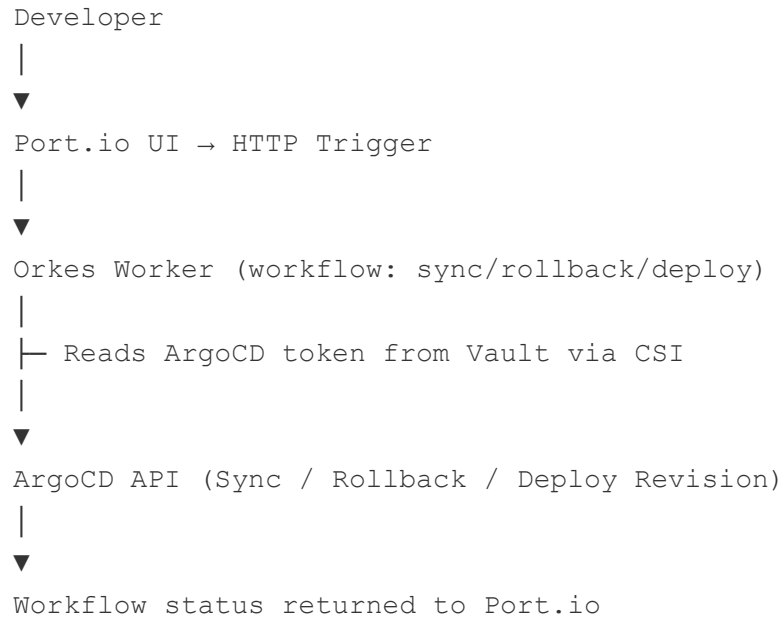 Developer
│
▼
Port.io UI → HTTP Trigger
│
▼
Orkes Worker (workflow: sync/rollback/deploy)
│
├─ Reads ArgoCD token from Vault via CSI
│
▼
ArgoCD API (Sync / Rollback / Deploy Revision)
│
▼
Workflow status returned to Port.io